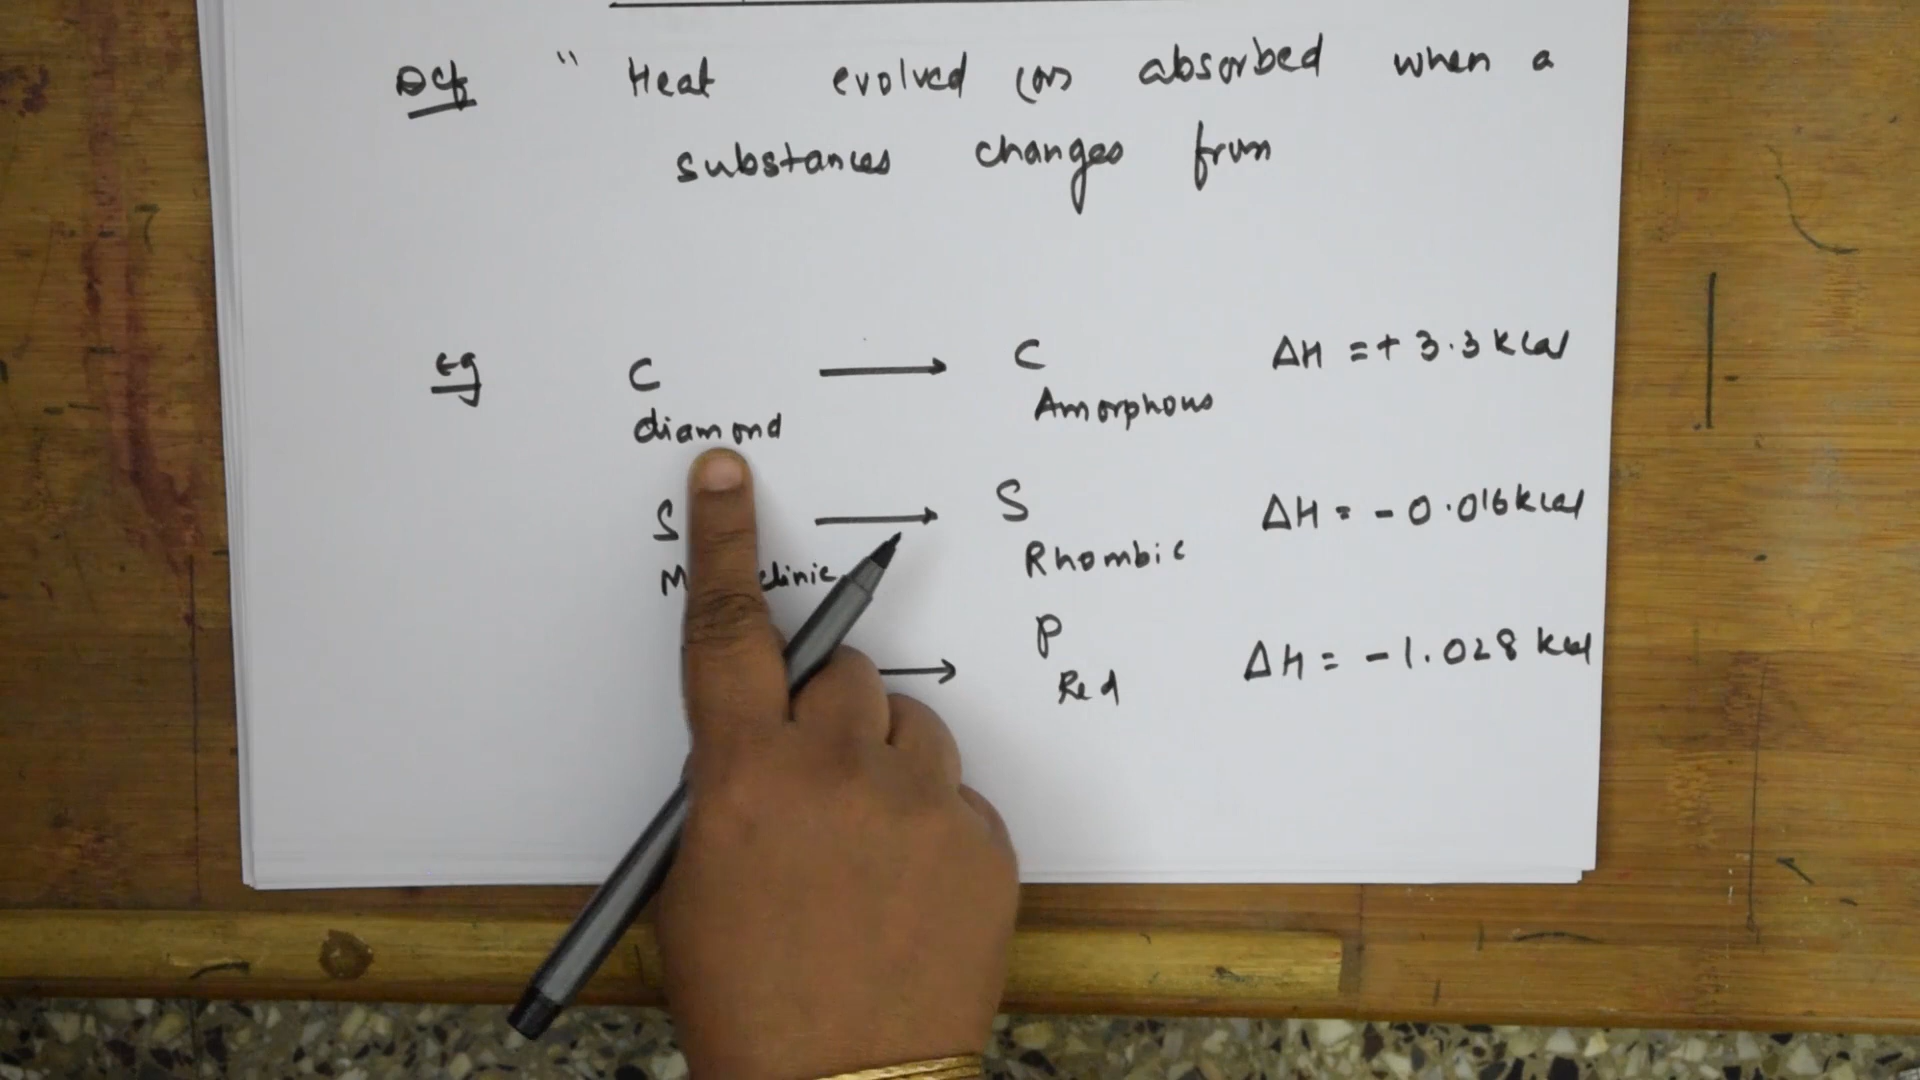 Def " Heat evolved (or) absorbed when a
substances changes from
eg C ⟶ C ΔH = + 3.3 kcal
diamond Amorphous
S ⟶ S ΔH = - 0.016 kcal
Rhombic
P ΔH = - 1.028 kcal
Red